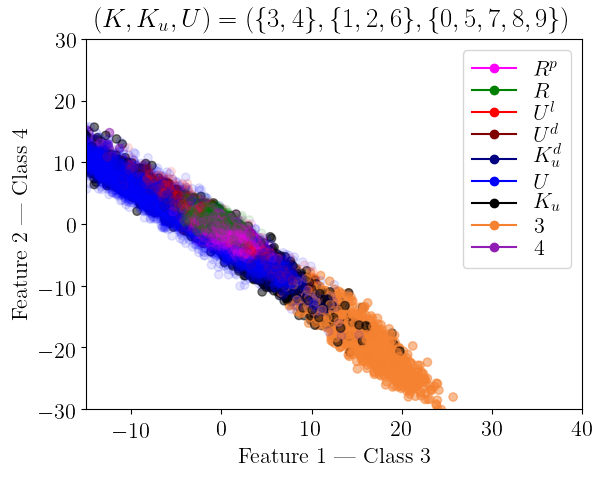 (K, K_u, U) = ({3, 4}, {1, 2, 6}, {0, 5, 7, 8, 9})
30
20
10
0
−10
−20
−30
−10
0
10
20
30
40
Feature 2 — Class 4
Feature 1 — Class 3
R^p
R
U^l
U^d
K_u^d
U
K_u
3
4